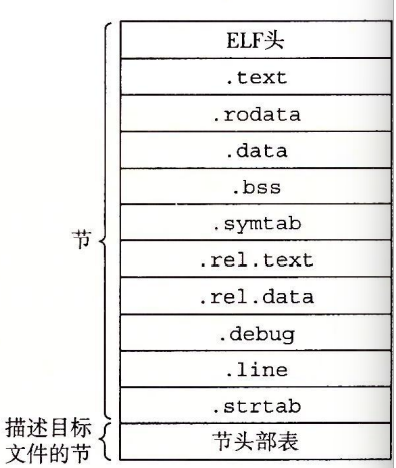 ELF头
.text
.rodata
.data
.bss
节
.symtab
.rel.text
.rel.data
.debug
.line
.strtab
描述目标
文件的节
节头部表